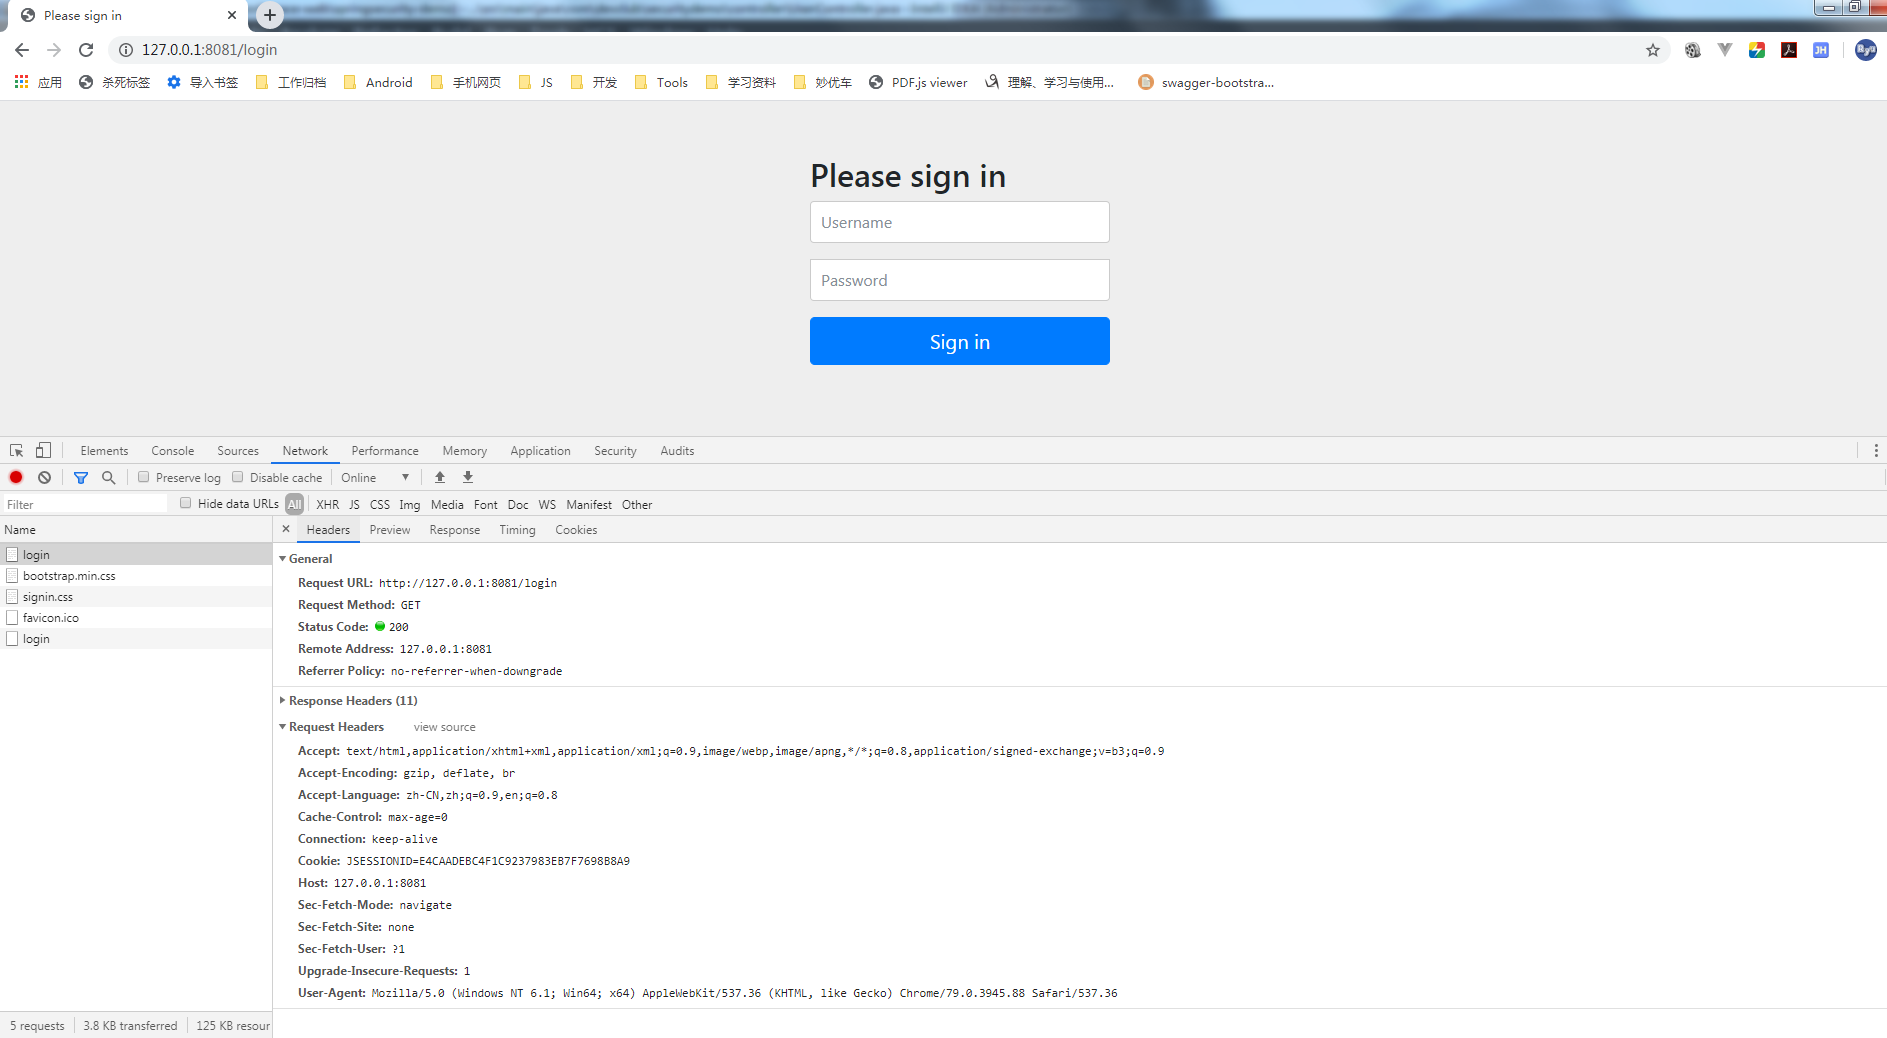 Please sign in
127.0.0.1:8081/login
JH
Ryu
应用 杀死标签 导入书签 工作归档 Android 手机网页 JS 开发 Tools 学习资料 妙优车 PDF.js viewer 理解、学习与使用... swagger-bootstra...
Please sign in
Username
Password
Sign in
Elements Console Sources Network Performance Memory Application Security Audits
Preserve log Disable cache Online
Filter Hide data URLs All XHR JS CSS Img Media Font Doc WS Manifest Other
Name
login
bootstrap.min.css
signin.css
favicon.ico
login
5 requests 3.8 KB transferred 125 KB resour
Headers Preview Response Timing Cookies
General
Request URL: http://127.0.0.1:8081/login
Request Method: GET
Status Code: 200
Remote Address: 127.0.0.1:8081
Referrer Policy: no-referrer-when-downgrade
Response Headers (11)
Request Headers view source
Accept: text/html,application/xhtml+xml,application/xml;q=0.9,image/webp,image/apng,*/*;q=0.8,application/signed-exchange;v=b3;q=0.9
Accept-Encoding: gzip, deflate, br
Accept-Language: zh-CN,zh;q=0.9,en;q=0.8
Cache-Control: max-age=0
Connection: keep-alive
Cookie: JSESSIONID=E4CAADEBC4F1C9237983EB7F7698B8A9
Host: 127.0.0.1:8081
Sec-Fetch-Mode: navigate
Sec-Fetch-Site: none
Sec-Fetch-User: ?1
Upgrade-Insecure-Requests: 1
User-Agent: Mozilla/5.0 (Windows NT 6.1; Win64; x64) AppleWebKit/537.36 (KHTML, like Gecko) Chrome/79.0.3945.88 Safari/537.36